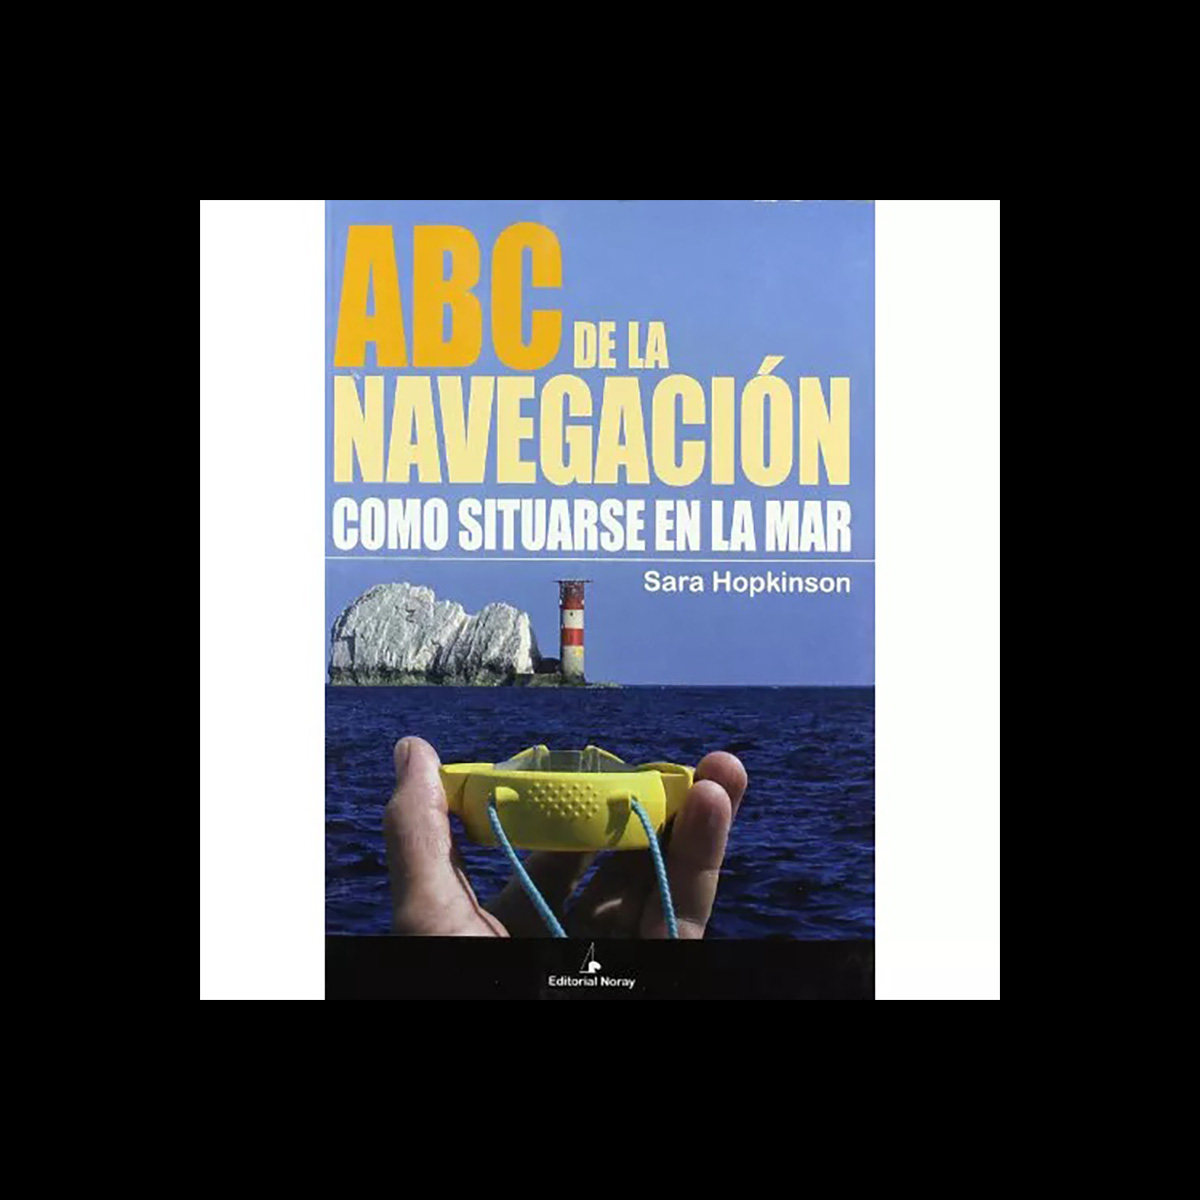 ABC DE LA
NAVEGACIÓN
COMO SITUARSE EN LA MAR
Sara Hopkinson
Editorial Noray